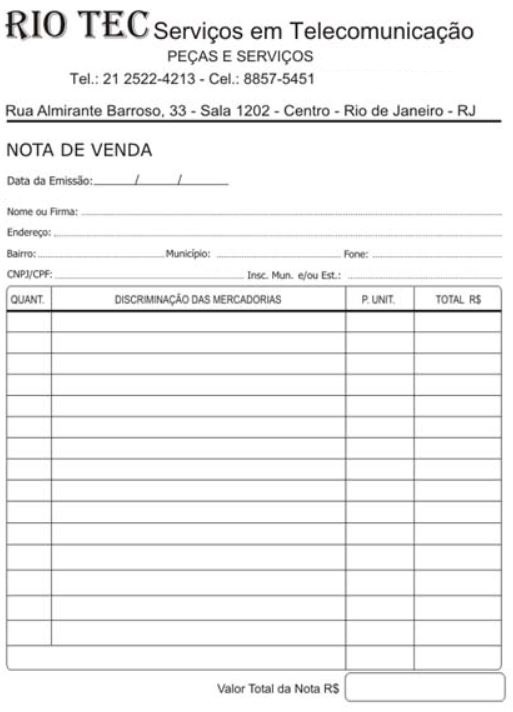 RIO TEC Serviços em Telecomunicação
PEÇAS E SERVIÇOS
Tel.: 21 2522-4213 - Cel.: 8857-5451
Rua Almirante Barroso, 33 - Sala 1202 - Centro - Rio de Janeiro - RJ
NOTA DE VENDA
Data da Emissão: / /
Nome ou Firma:
Endereço:
Bairro: Município: Fone:
CNPJ/CPF: Insc. Mun. e/ou Est.:
QUANT. DISCRIMINAÇÃO DAS MERCADORIAS P. UNIT. TOTAL R$
Valor Total da Nota R$